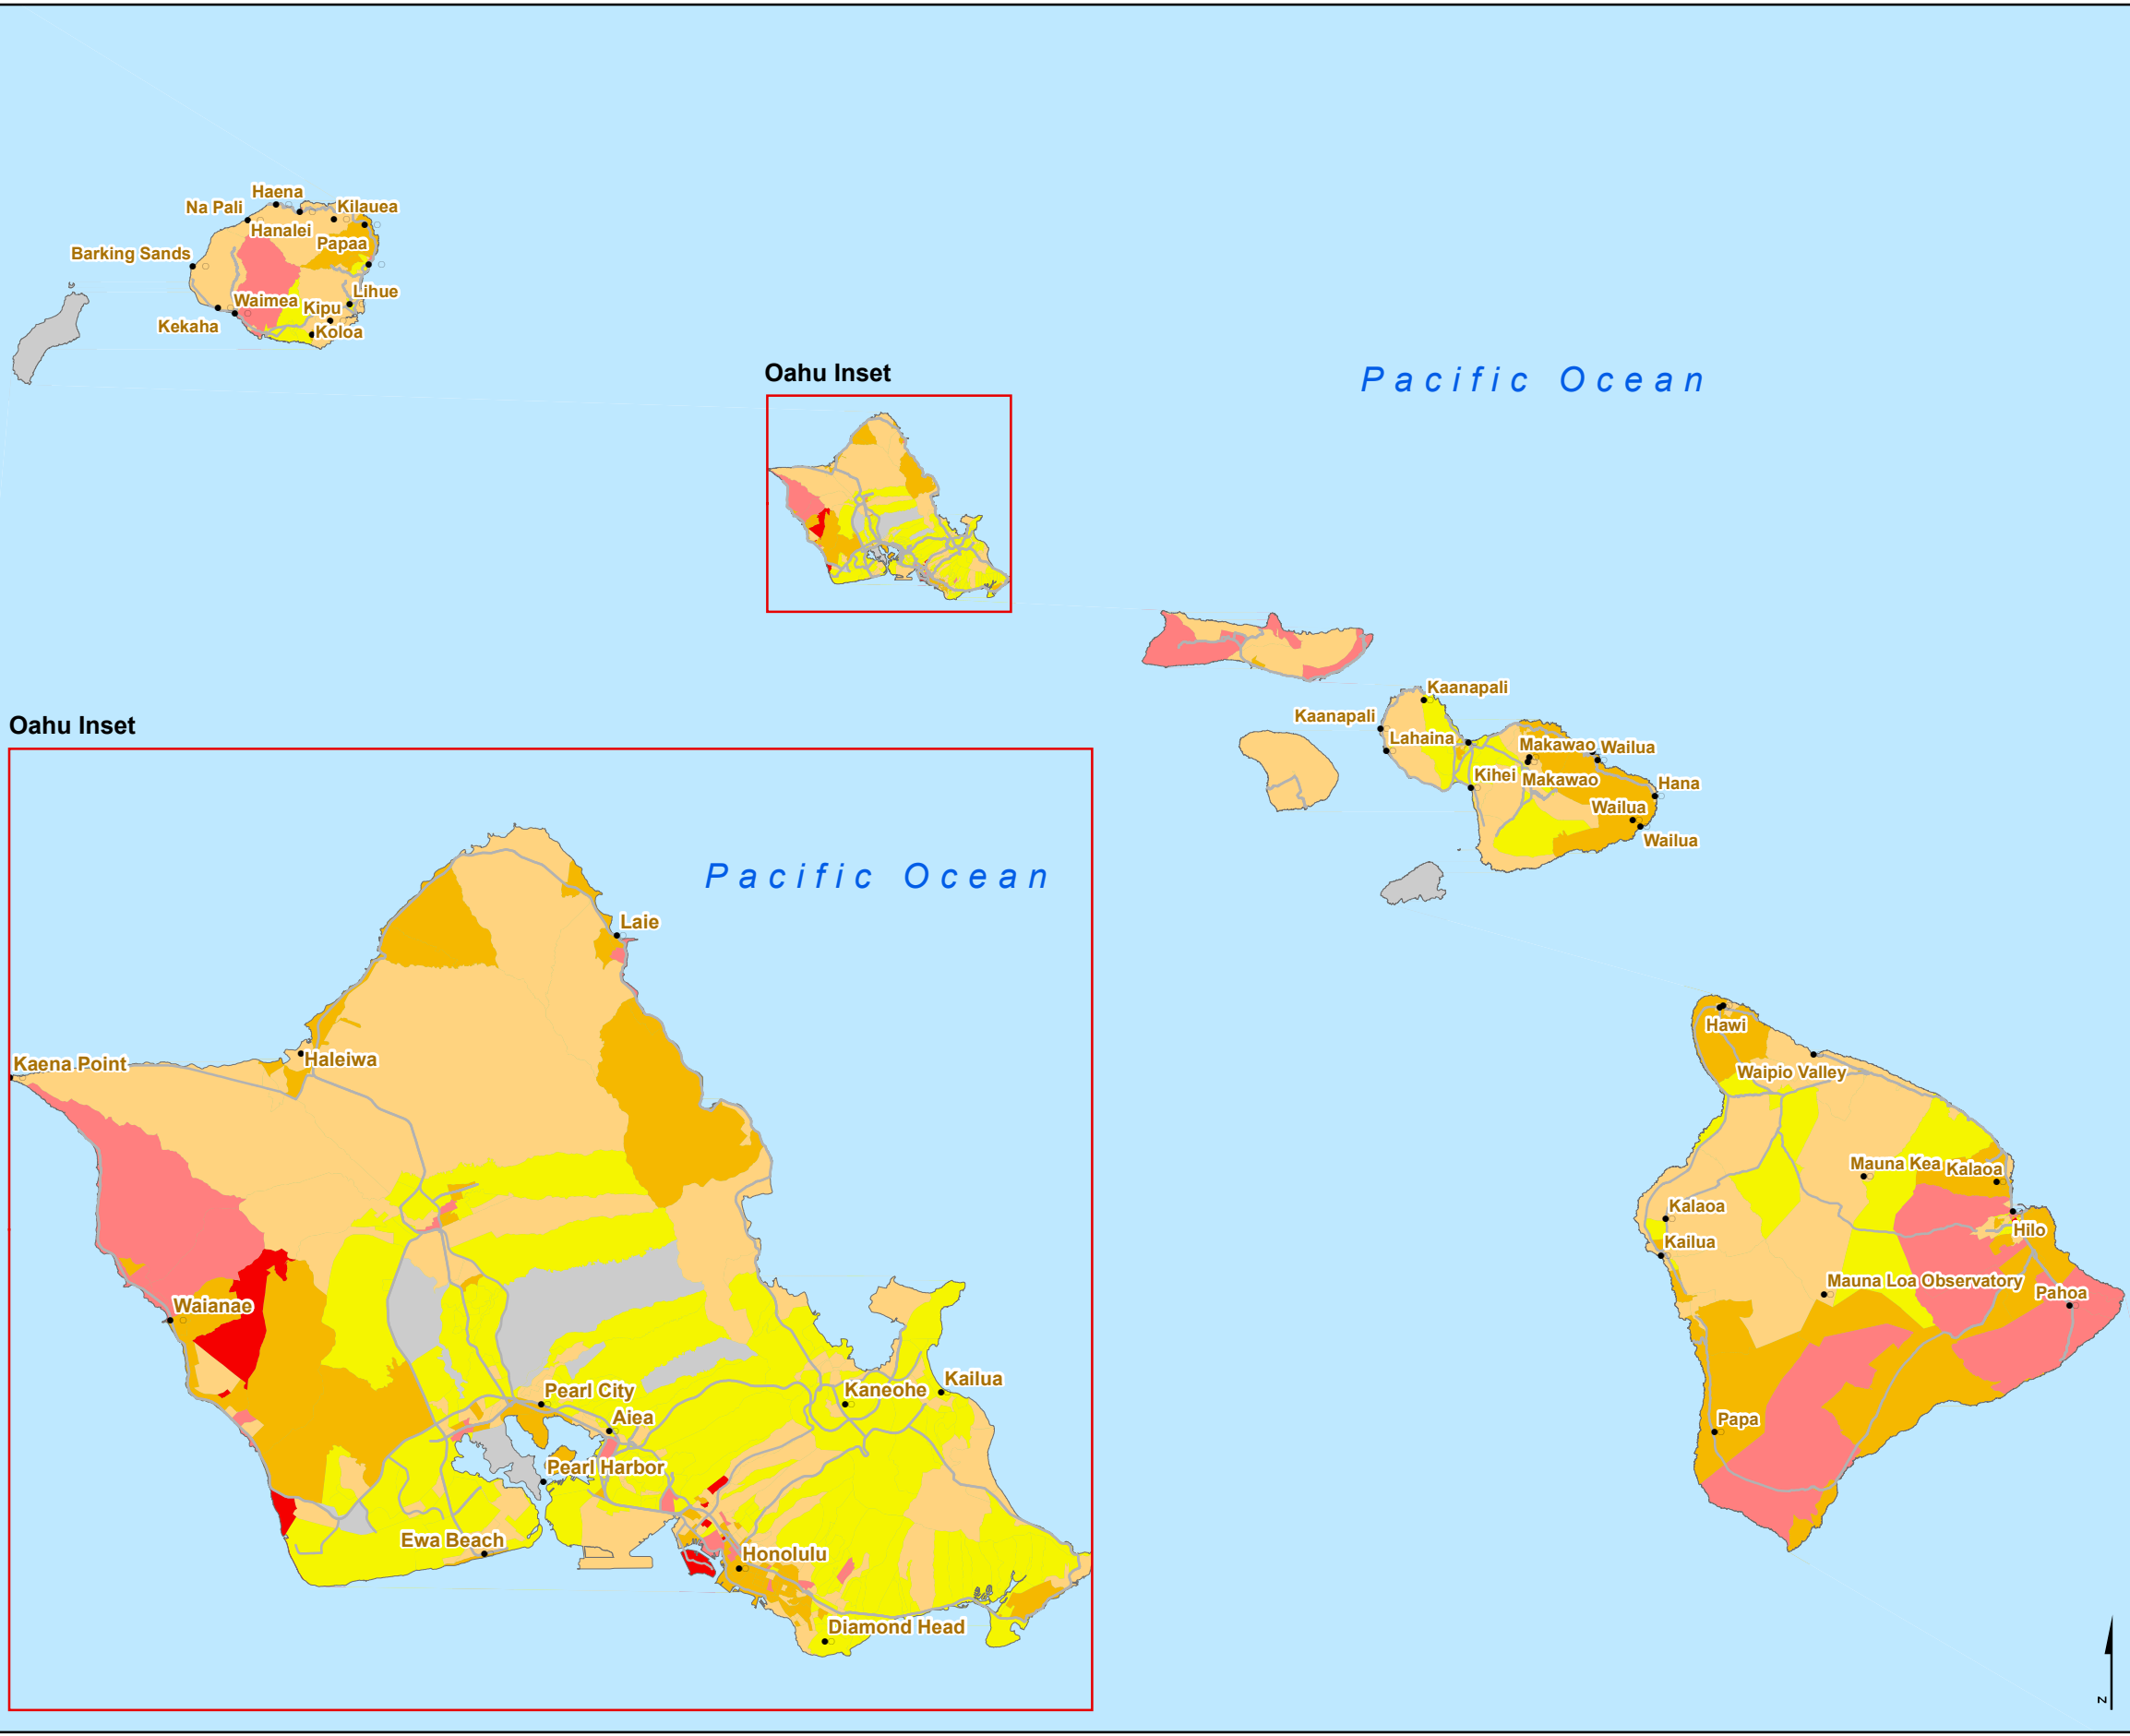 Haena
Na Pali
Kilauea
Hanalei
Papaa
Barking Sands
Lihue
Waimea
Kipu
Kekaha
Koloa
Oahu Inset
Pacific Ocean
Kaanapali
Kaanapali
Lahaina
Makawao
Wailua
Kihei
Makawao
Hana
Wailua
Wailua
Oahu Inset
Pacific Ocean
Laie
Haleiwa
Kaena Point
Waianae
Pearl City
Kaneohe
Kailua
Aiea
Pearl Harbor
Ewa Beach
Honolulu
Diamond Head
Hawi
Waipio Valley
Mauna Kea
Kalaoa
Kalaoa
Hilo
Kailua
Mauna Loa Observatory
Pahoa
Papa
N